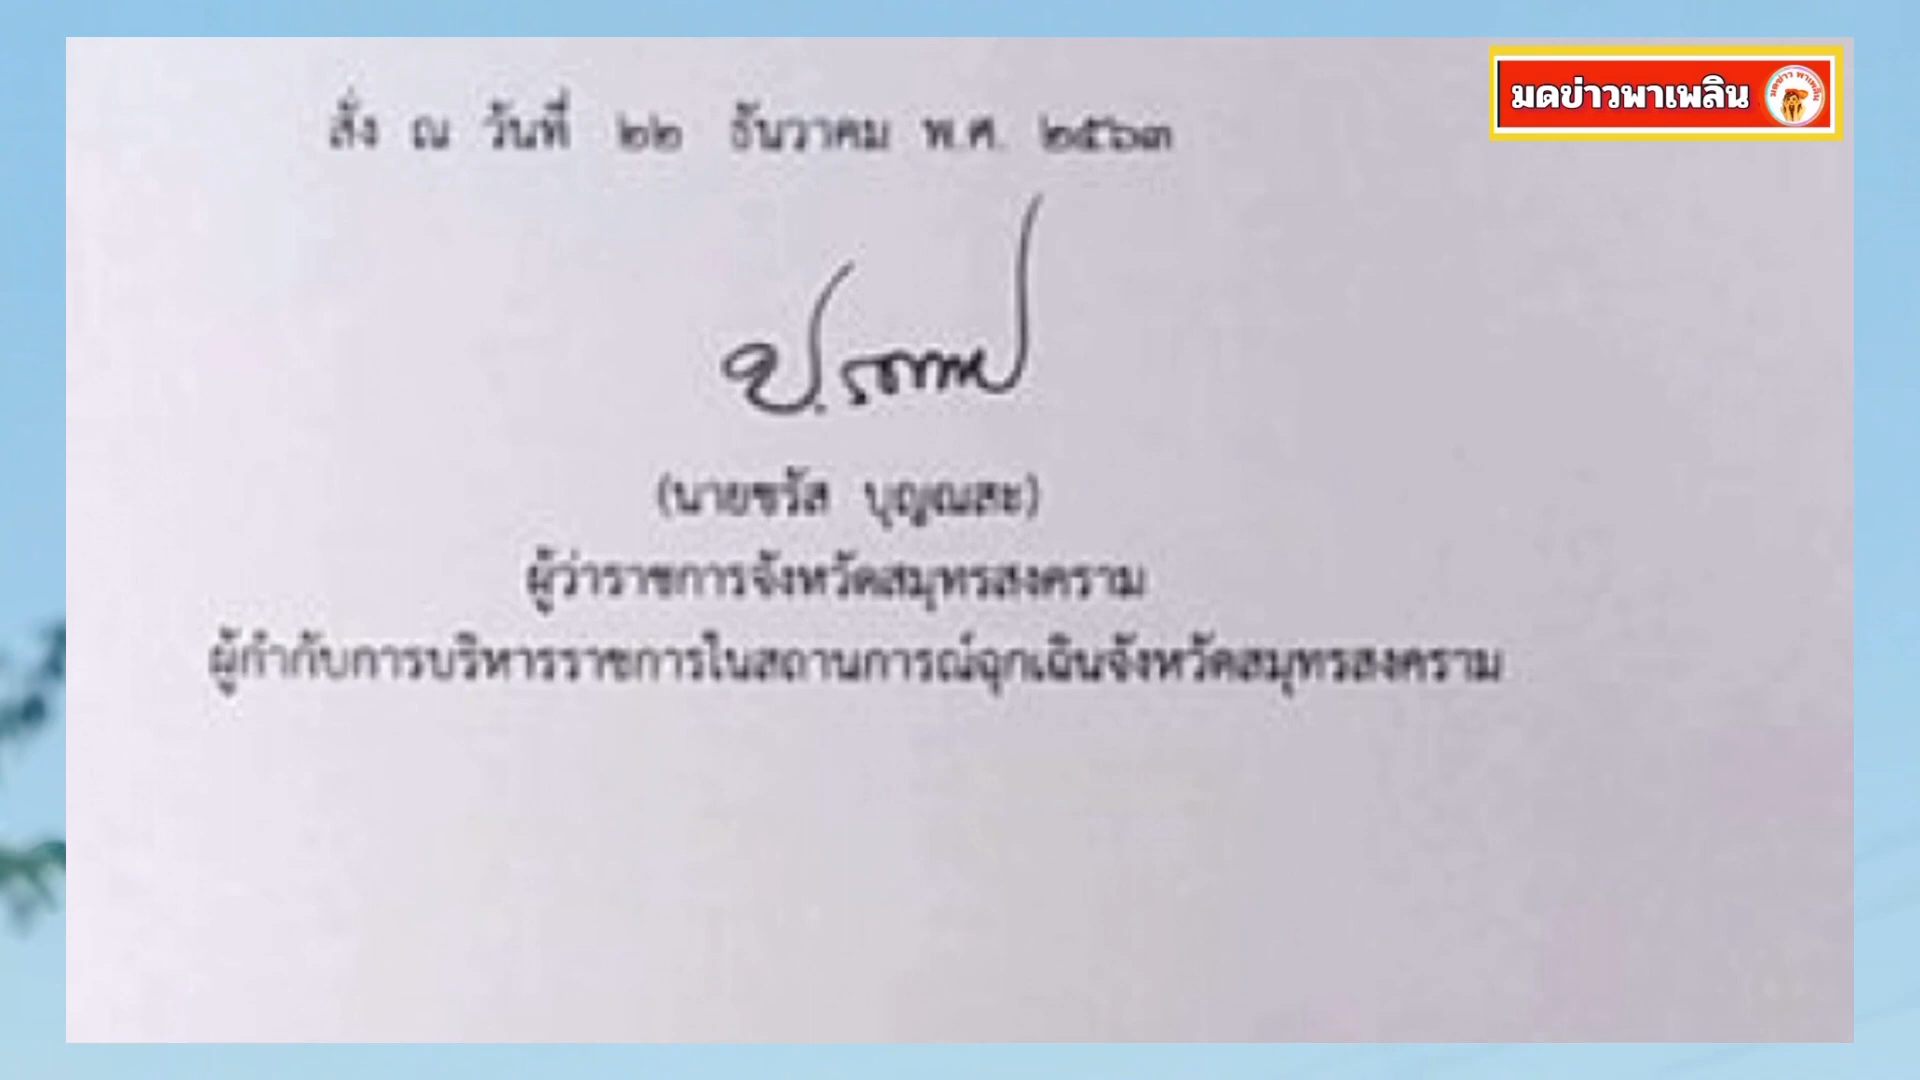 มดข่าวพาเพลิน
สั่ง ณ วันที่ ๒๒ ธันวาคม พ.ศ. ๒๕๖๓
(นายชรัส บุญณสะ)
ผู้ว่าราชการจังหวัดสมุทรสงคราม
ผู้กำกับการบริหารราชการในสถานการณ์ฉุกเฉินจังหวัดสมุทรสงคราม